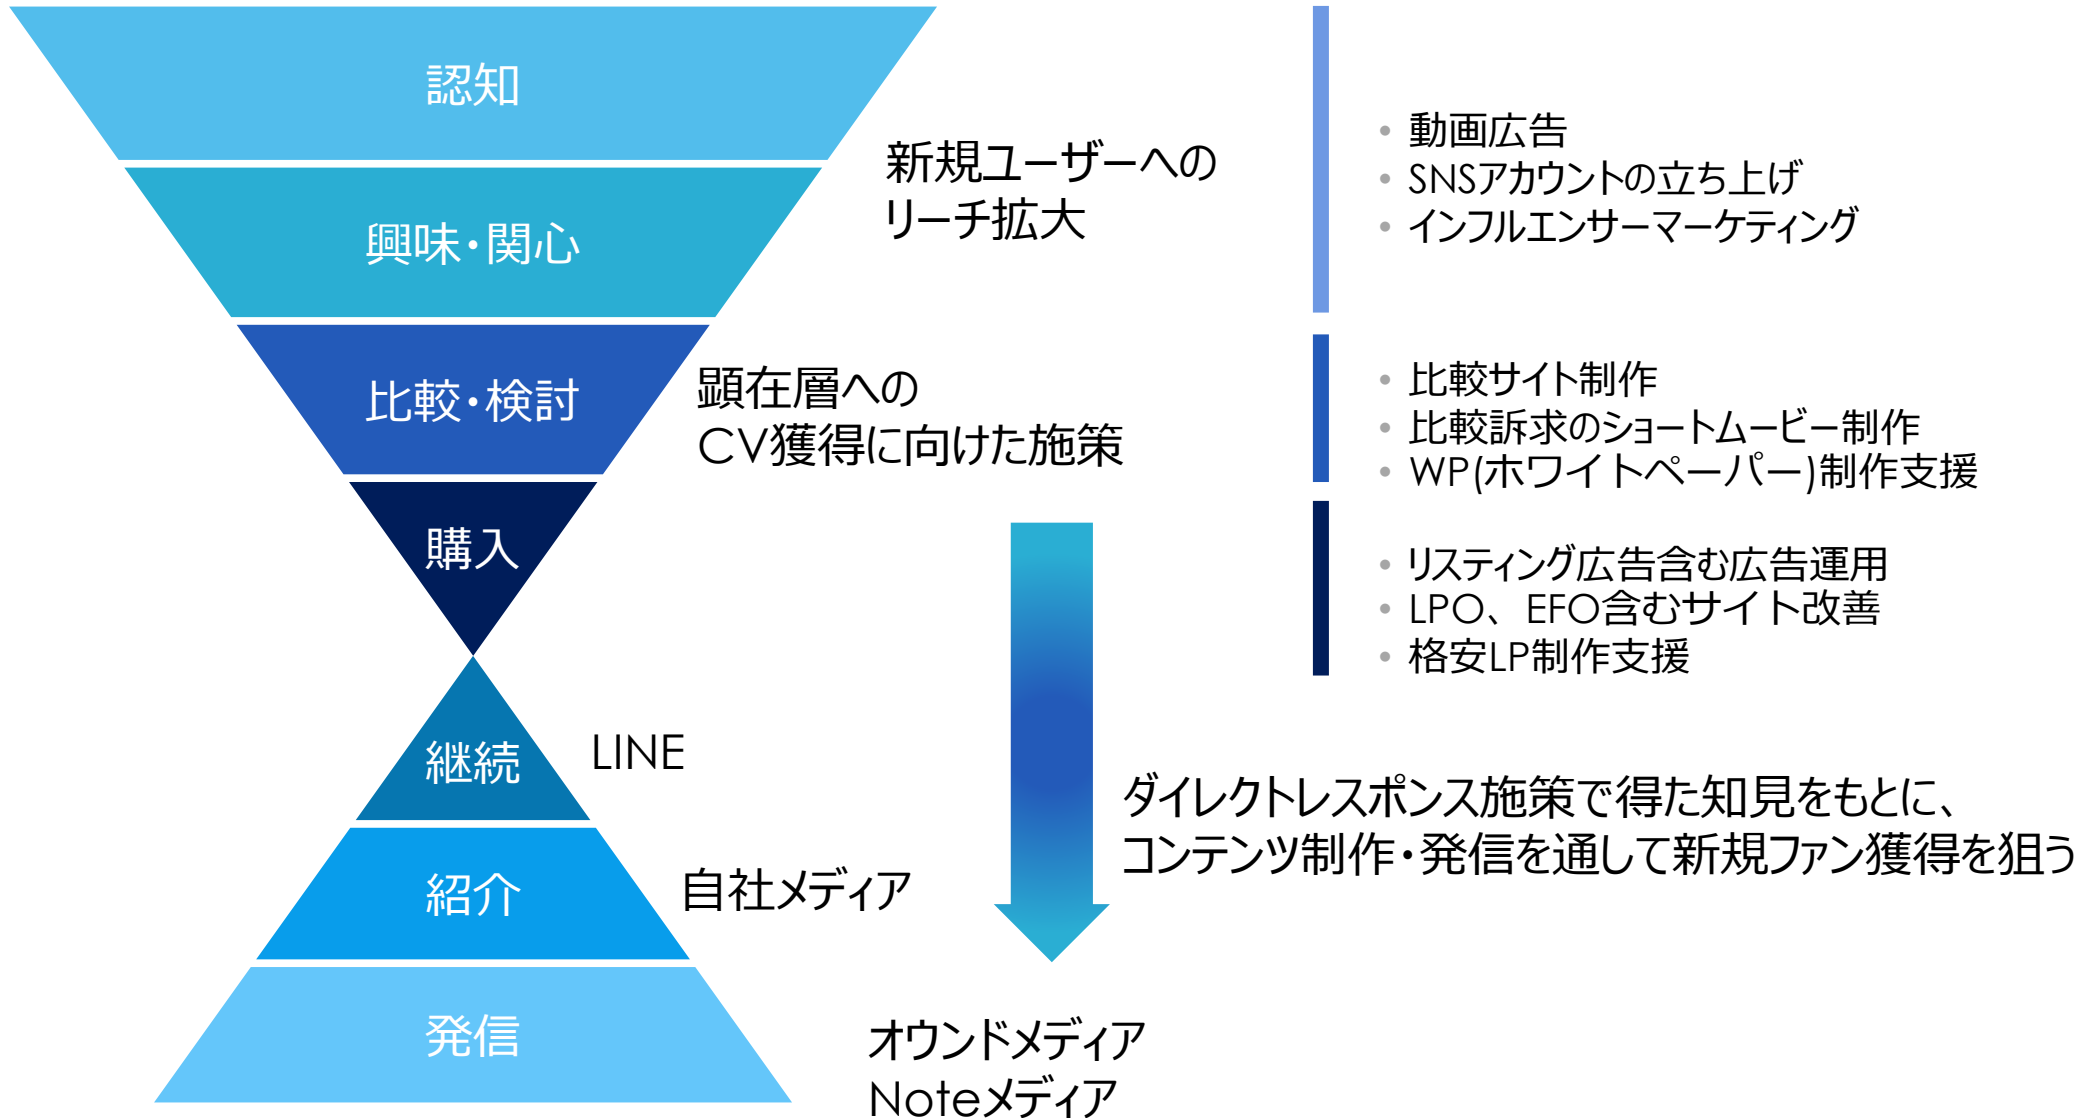 認知
興味・関心
比較・検討
購入
継続
紹介
発信
新規ユーザーへの
リーチ拡大
顕在層への
CV獲得に向けた施策
LINE
自社メディア
オウンドメディア
Noteメディア
• 動画広告
• SNSアカウントの立ち上げ
• インフルエンサーマーケティング
• 比較サイト制作
• 比較訴求のショートムービー制作
• WP(ホワイトペーパー)制作支援
• リスティング広告含む広告運用
• LPO、EFO含むサイト改善
• 格安LP制作支援
ダイレクトレスポンス施策で得た知見をもとに、
コンテンツ制作・発信を通して新規ファン獲得を狙う